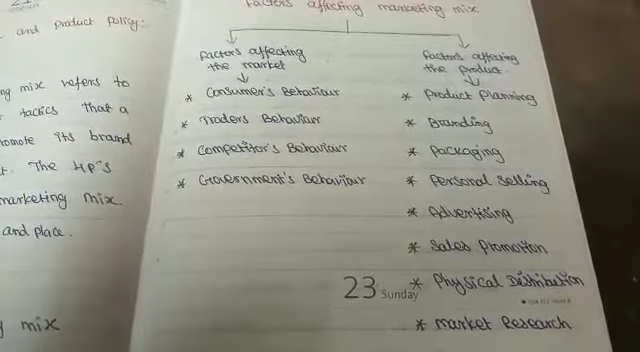 and product policy:
mix refers to
tactics that a
its brand
The 4P's
marketing mix.
and place.
mix
Factors affecting marketing mix
Factors affecting
the market
* Consumer's Behaviour
* Traders Behaviour
* Competitor's Behaviour
* Government's Behaviour
Factors affecting
the product
* Product Planning
* Branding
* Packaging
* Personal Selling
* Advertising
* Sales Promotion
* Physical Distribution
* Market Research
23 Sunday